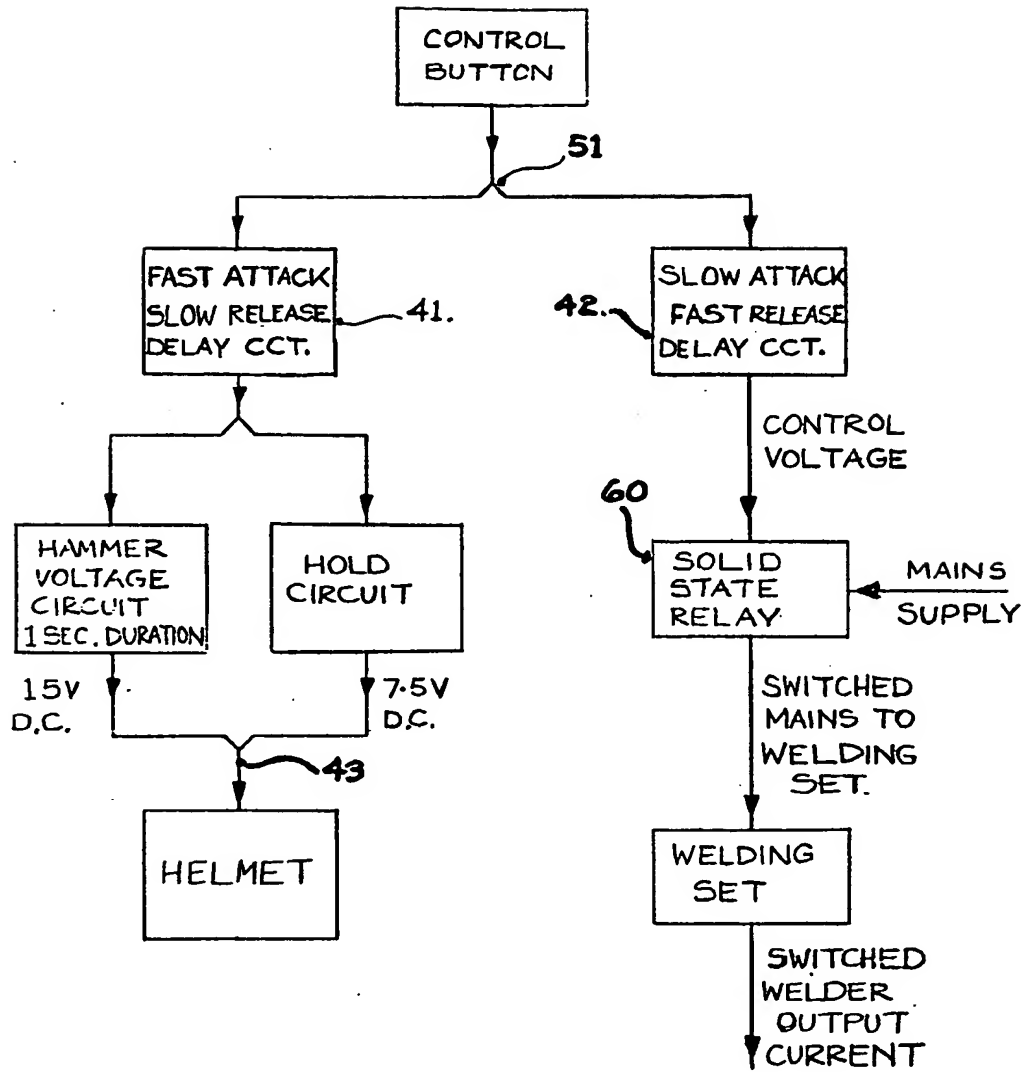 CONTROL
BUTTON
51
FAST ATTACK
SLOW RELEASE
DELAY CCT.
41.
42.
SLOW ATTACK
FAST RELEASE
DELAY CCT.
CONTROL
VOLTAGE
60
HAMMER
VOLTAGE
CIRCUIT
1 SEC. DURATION
HOLD
CIRCUIT
SOLID
STATE
RELAY
MAINS
SUPPLY
15V
D.C.
7.5V
D.C.
43
SWITCHED
MAINS TO
WELDING
SET.
HELMET
WELDING
SET
SWITCHED
WELDER
OUTPUT
CURRENT